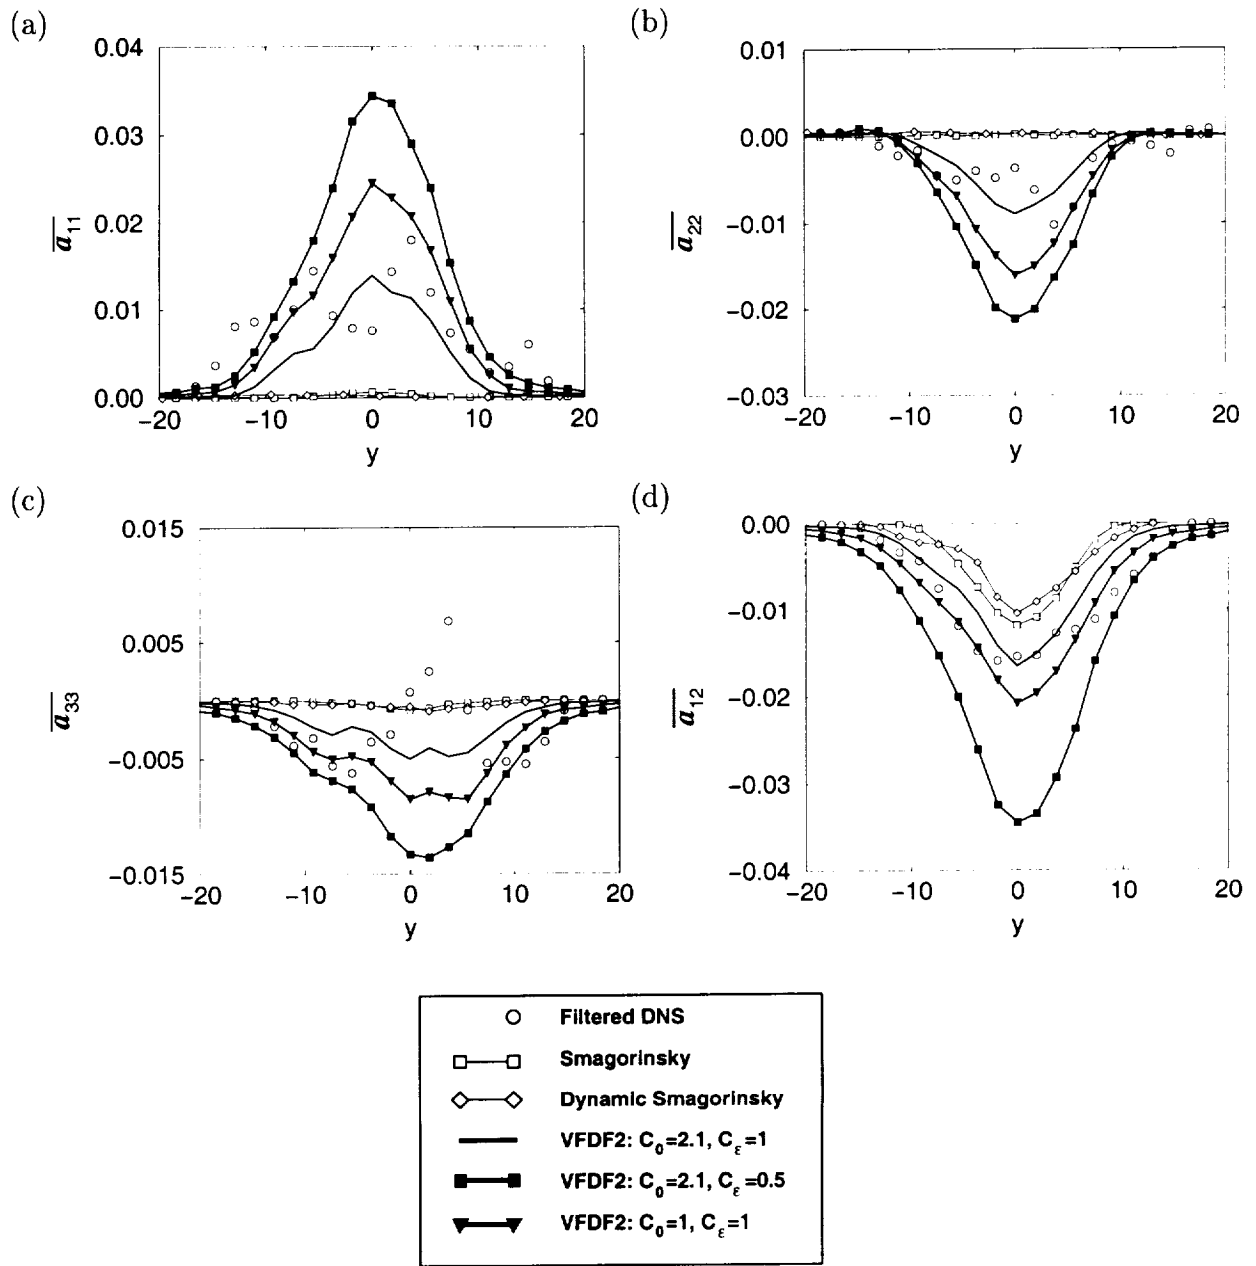 (a)
0.04
0.03
0.02
0.01
0.00
a11
−20
−10
0
10
20
y
(b)
0.01
0.00
−0.01
−0.02
−0.03
a22
−20
−10
0
10
20
y
(c)
0.015
0.005
−0.005
−0.015
a33
−20
−10
0
10
20
y
(d)
0.00
−0.01
−0.02
−0.03
−0.04
a12
−20
−10
0
10
20
y
Filtered DNS
Smagorinsky
Dynamic Smagorinsky
VFDF2: C0=2.1, Cε=1
VFDF2: C0=2.1, Cε=0.5
VFDF2: C0=1, Cε=1